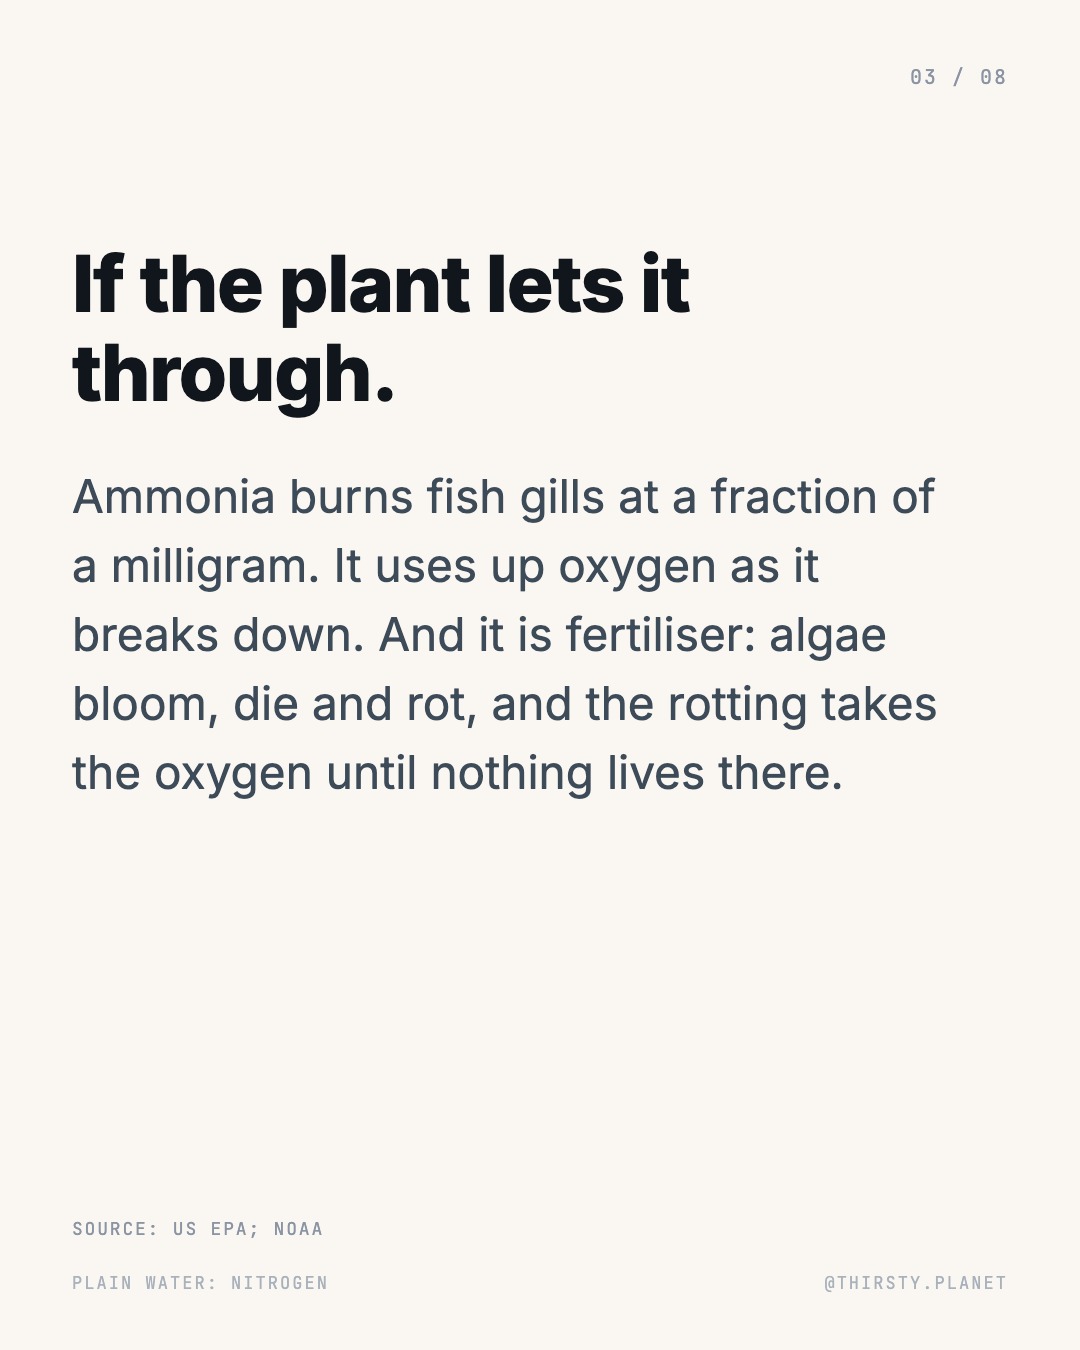 03 / 08
If the plant lets it
through.
Ammonia burns fish gills at a fraction of
a milligram. It uses up oxygen as it
breaks down. And it is fertiliser: algae
bloom, die and rot, and the rotting takes
the oxygen until nothing lives there.
SOURCE: US EPA; NOAA
PLAIN WATER: NITROGEN
@THIRSTY.PLANET